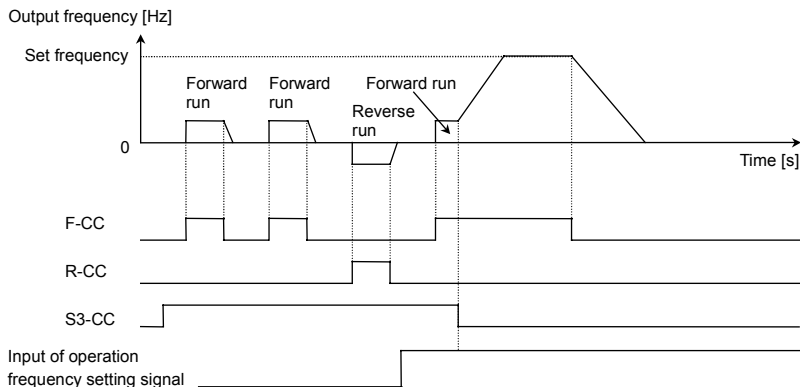 Output frequency [Hz]
Set frequency
Forward
run
Forward
run
Forward run
Reverse
run
0
Time [s]
F-CC
R-CC
S3-CC
Input of operation
frequency setting signal